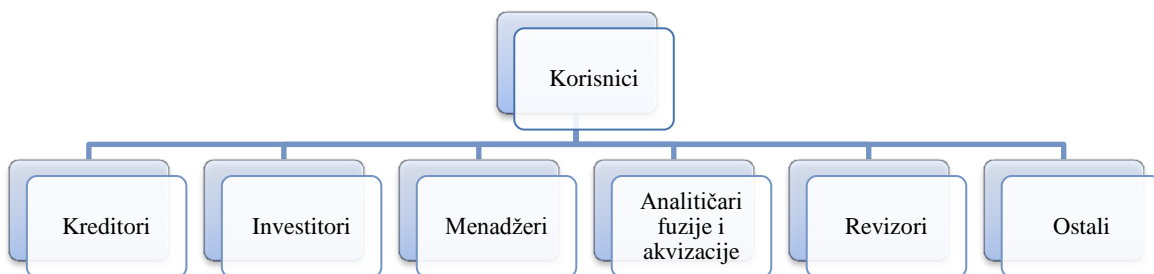 Korisnici
Kreditori
Investitori
Menadžeri
Analitičari
fuzije i
akvizacije
Revizori
Ostali